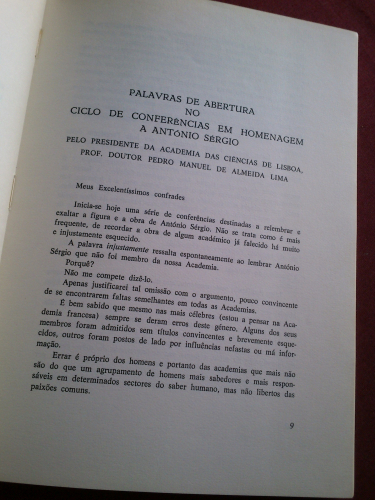 PALAVRAS DE ABERTURA
NO
CICLO DE CONFERÊNCIAS EM HOMENAGEM
A ANTÓNIO SÉRGIO
PELO PRESIDENTE DA ACADEMIA DAS CIÊNCIAS DE LISBOA,
PROF. DOUTOR PEDRO MANUEL DE ALMEIDA LIMA
Meus Excelentíssimos confrades
Inicia-se hoje uma série de conferências destinadas a relembrar e
exaltar a figura e a obra de António Sérgio. Não se trata como é mais
frequente, de recordar a obra de algum académico já falecido há muito
e injustamente esquecido.
A palavra injustamente ressalta espontaneamente ao lembrar António
Sérgio que não foi membro da nossa Academia.
Porquê?
Não me compete dizê-lo.
Apenas justificarei tal omissão com o argumento, pouco convincente
de se encontrarem faltas semelhantes em todas as Academias.
É bem sabido que mesmo nas mais célebres (estou a pensar na Aca-
demia francesa) sempre se deram erros deste género. Alguns dos seus
membros foram admitidos sem títulos convincentes e brevemente esque-
cidos, outros foram postos de lado por influências nefastas ou má infor-
mação.
Errar é próprio dos homens e portanto das academias que mais não
são do que um agrupamento de homens mais sabedores e mais respon-
sáveis em determinados sectores do saber humano, mas não libertos das
paixões comuns.
9